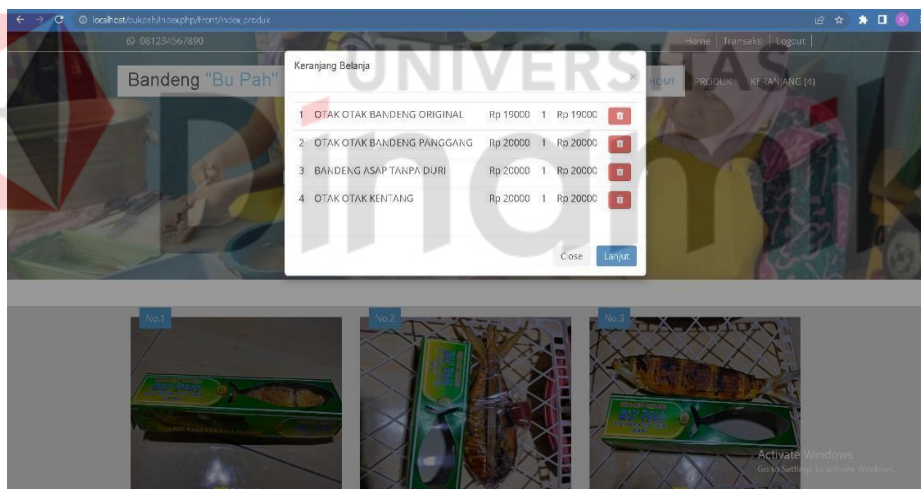 localhost/bukpah/index.php/Front/index_produk
081234567890
Home | Transaksi | Logout |
Bandeng "Bu Pah"
HOME PRODUK KERANJANG (4)
UNIVERSITAS
Dinamika
Keranjang Belanja
×
1 OTAK OTAK BANDENG ORIGINAL Rp 19000 1 Rp 19000
2 OTAK OTAK BANDENG PANGGANG Rp 20000 1 Rp 20000
3 BANDENG ASAP TANPA DURI Rp 20000 1 Rp 20000
4 OTAK OTAK KENTANG Rp 20000 1 Rp 20000
Close Lanjut
No.1
No.2
No.3
Activate Windows
Go to Settings to activate Windows.